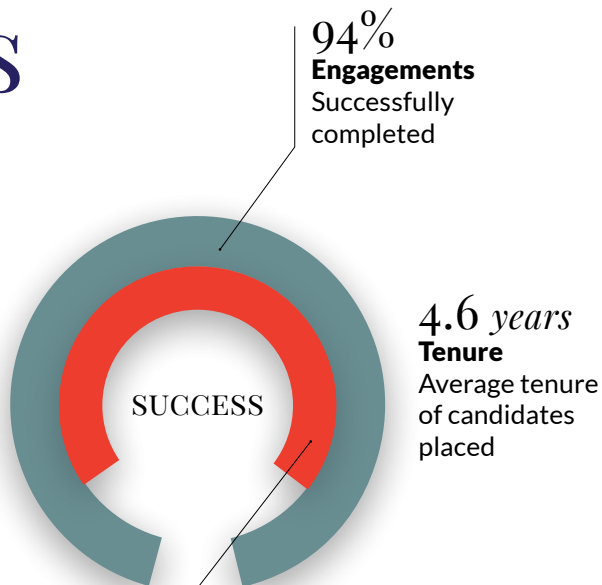 S
94%
Engagements
Successfully
completed
4.6 years
Tenure
Average tenure
of candidates
placed
SUCCESS